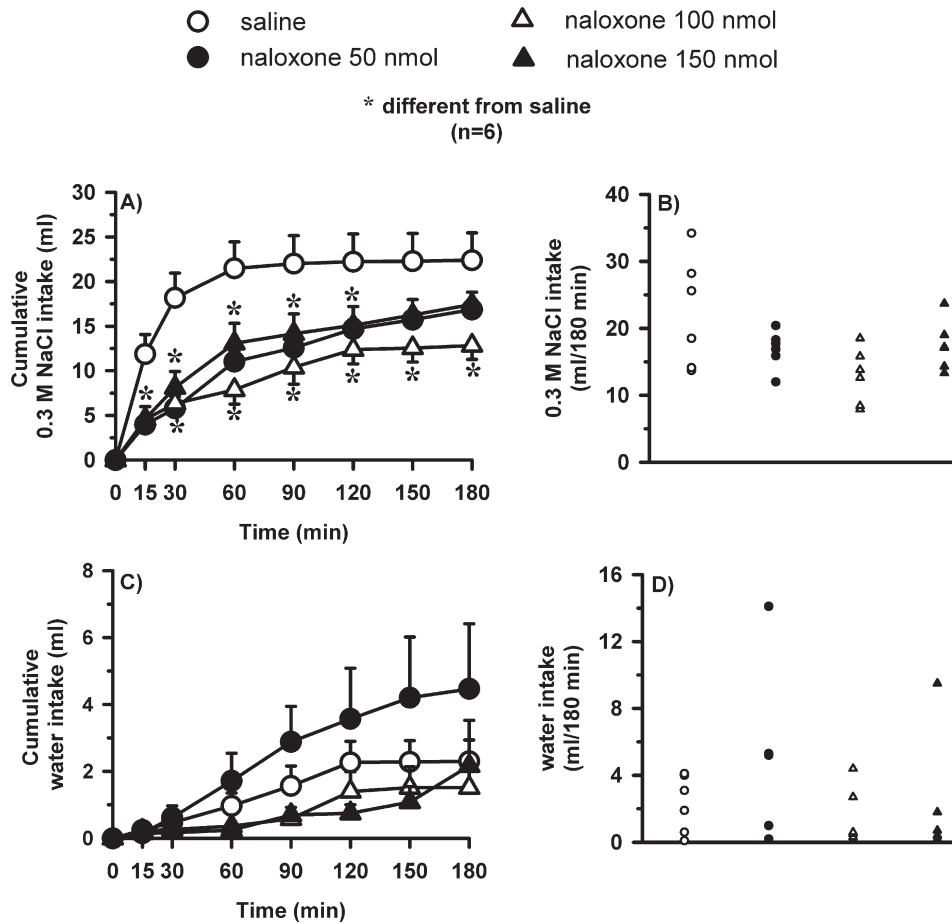 saline
naloxone 50 nmol
naloxone 100 nmol
naloxone 150 nmol
* different from saline
(n=6)
A)
Cumulative
0.3 M NaCl intake (ml)
30
25
20
15
10
5
0
* * * * * * * * * * *
0 15 30 60 90 120 150 180
Time (min)
B)
0.3 M NaCl intake
(ml/180 min)
40
30
20
10
0
C)
Cumulative
water intake (ml)
8
6
4
2
0
0 15 30 60 90 120 150 180
Time (min)
D)
water intake
(ml/180 min)
16
12
8
4
0